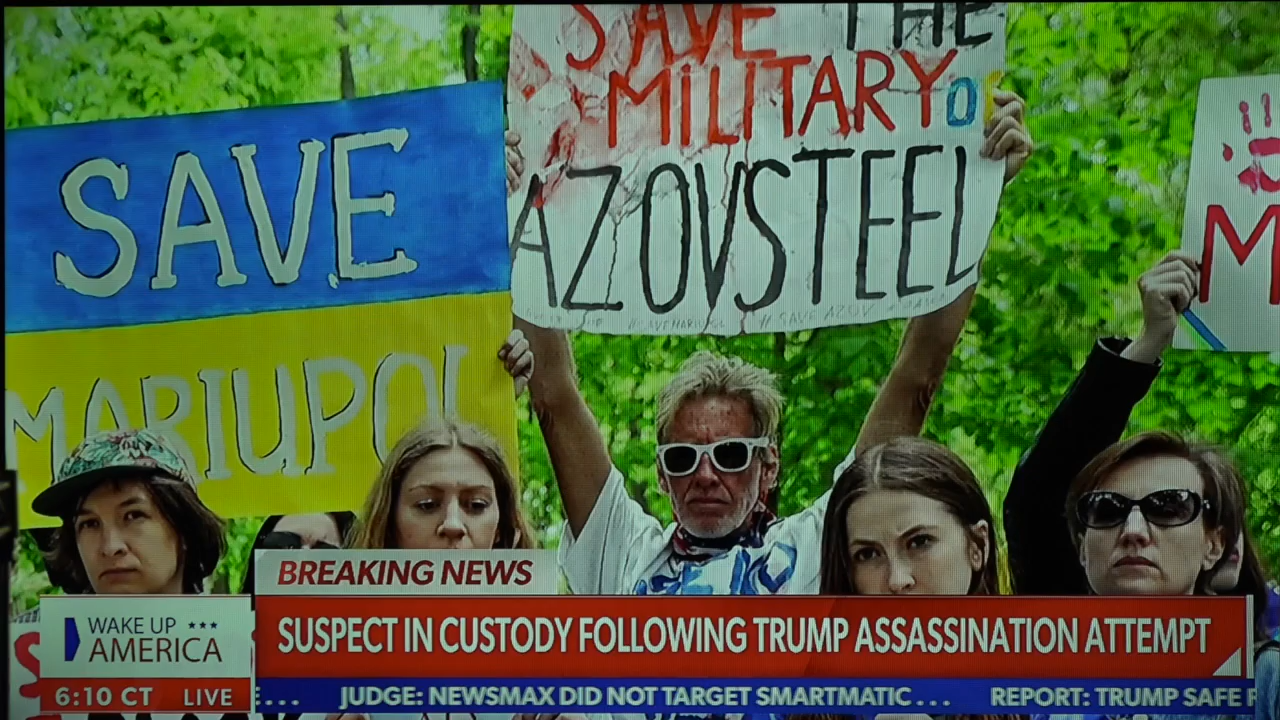 SAVE
MARIUPOL
SAVE THE
MILITARY OF
AZOVSTEEL
M
BREAKING NEWS
SUSPECT IN CUSTODY FOLLOWING TRUMP ASSASSINATION ATTEMPT
WAKE UP
AMERICA
6:10 CT LIVE
E.... JUDGE: NEWSMAX DID NOT TARGET SMARTMATIC... REPORT: TRUMP SAFE F